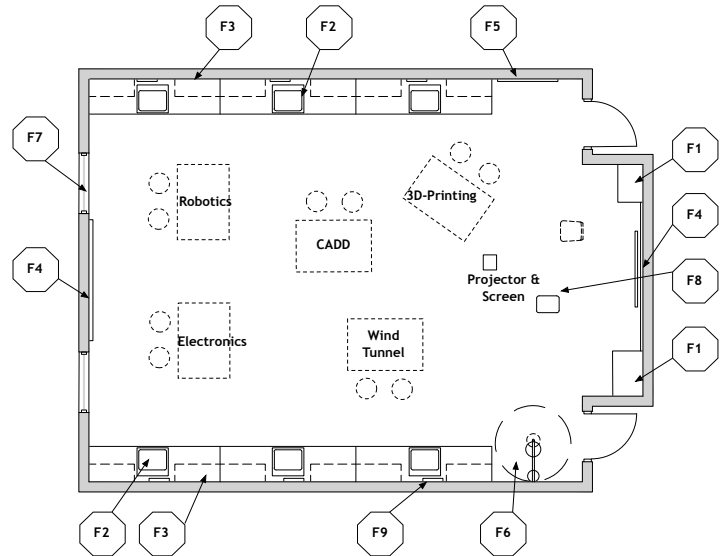 F3
F2
F5
F7
F1
3D-Printing
Robotics
F4
CADD
F4
Projector &
Screen
F8
Electronics
Wind
Tunnel
F1
F2
F3
F9
F6